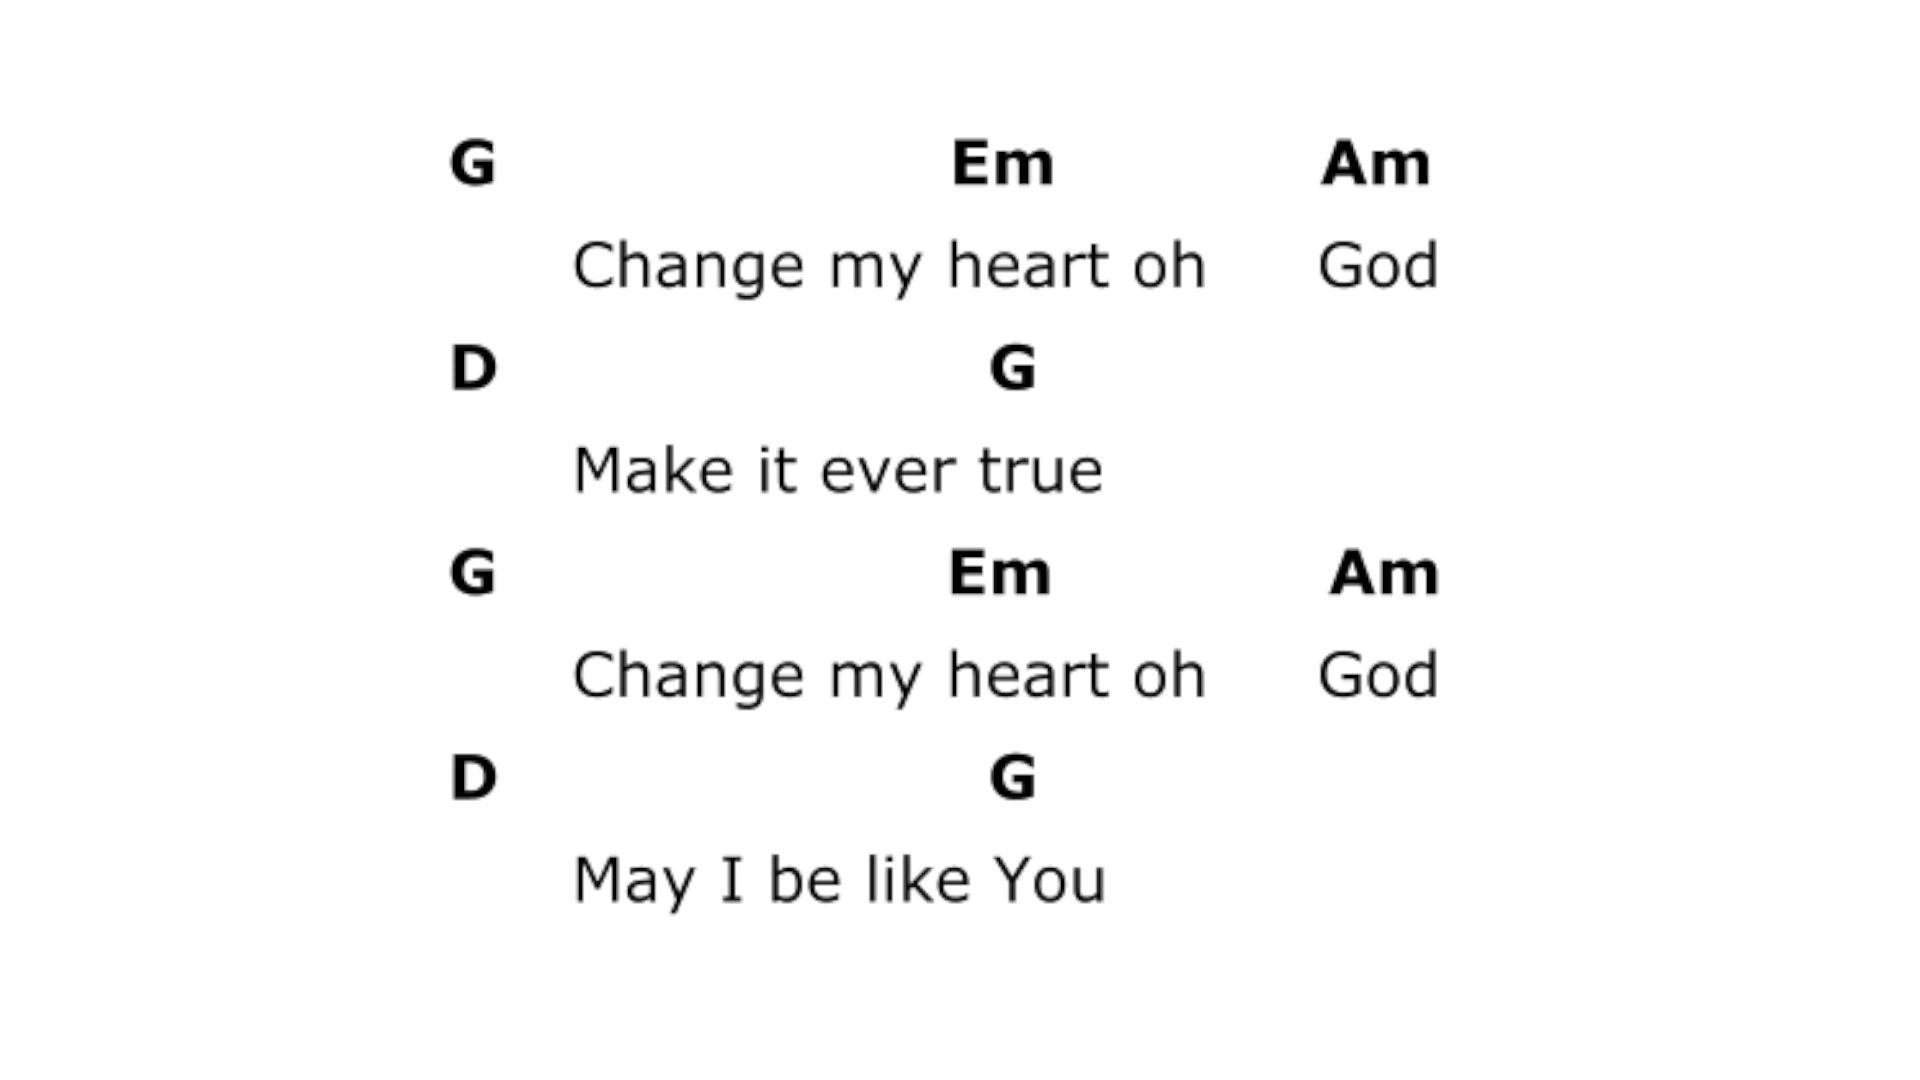 G Em Am
Change my heart oh God
D G
Make it ever true
G Em Am
Change my heart oh God
D G
May I be like You